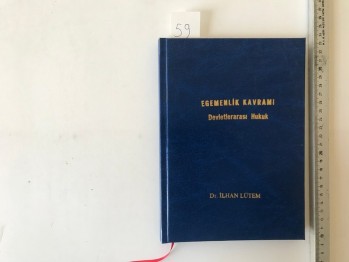 59
EGEMENLİK KAVRAMI
Devletlerarası Hukuk
Dr. İLHAN LÜTEM